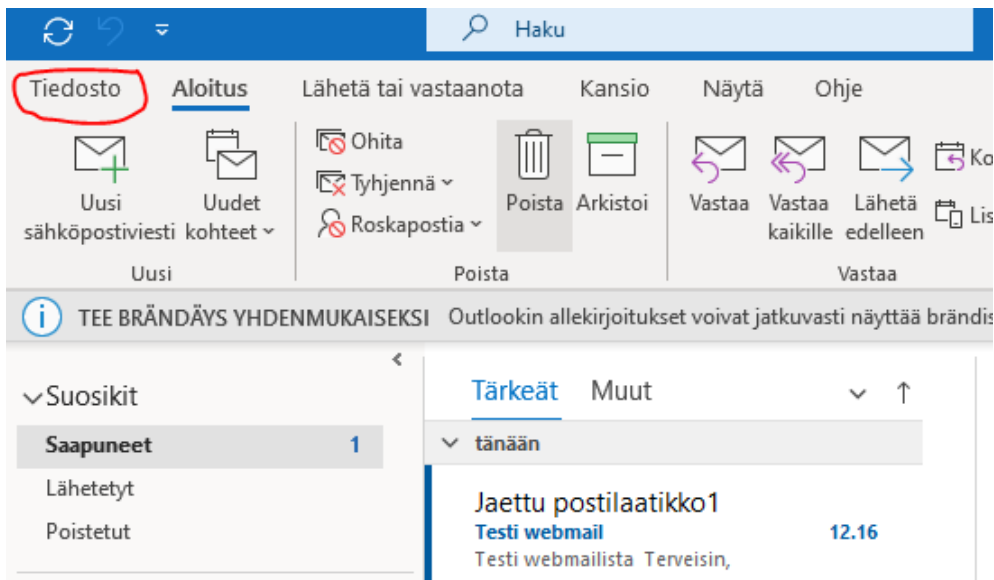 Haku
Tiedosto Aloitus Lähetä tai vastaanota Kansio Näytä Ohje
Uusi sähköpostiviesti
Uudet kohteet
Uusi
Ohita
Tyhjennä
Roskapostia
Poista
Arkistoi
Poista
Vastaa
Vastaa kaikille
Lähetä edelleen
Vastaa
TEE BRÄNDÄYS YHDENMUKAISEKSI Outlookin allekirjoitukset voivat jatkuvasti näyttää
Suosikit
Saapuneet 1
Lähetetyt
Poistetut
Tärkeät Muut
tänään
Jaettu postilaatikko1
Testi webmail 12.16
Testi webmailista Terveisin,